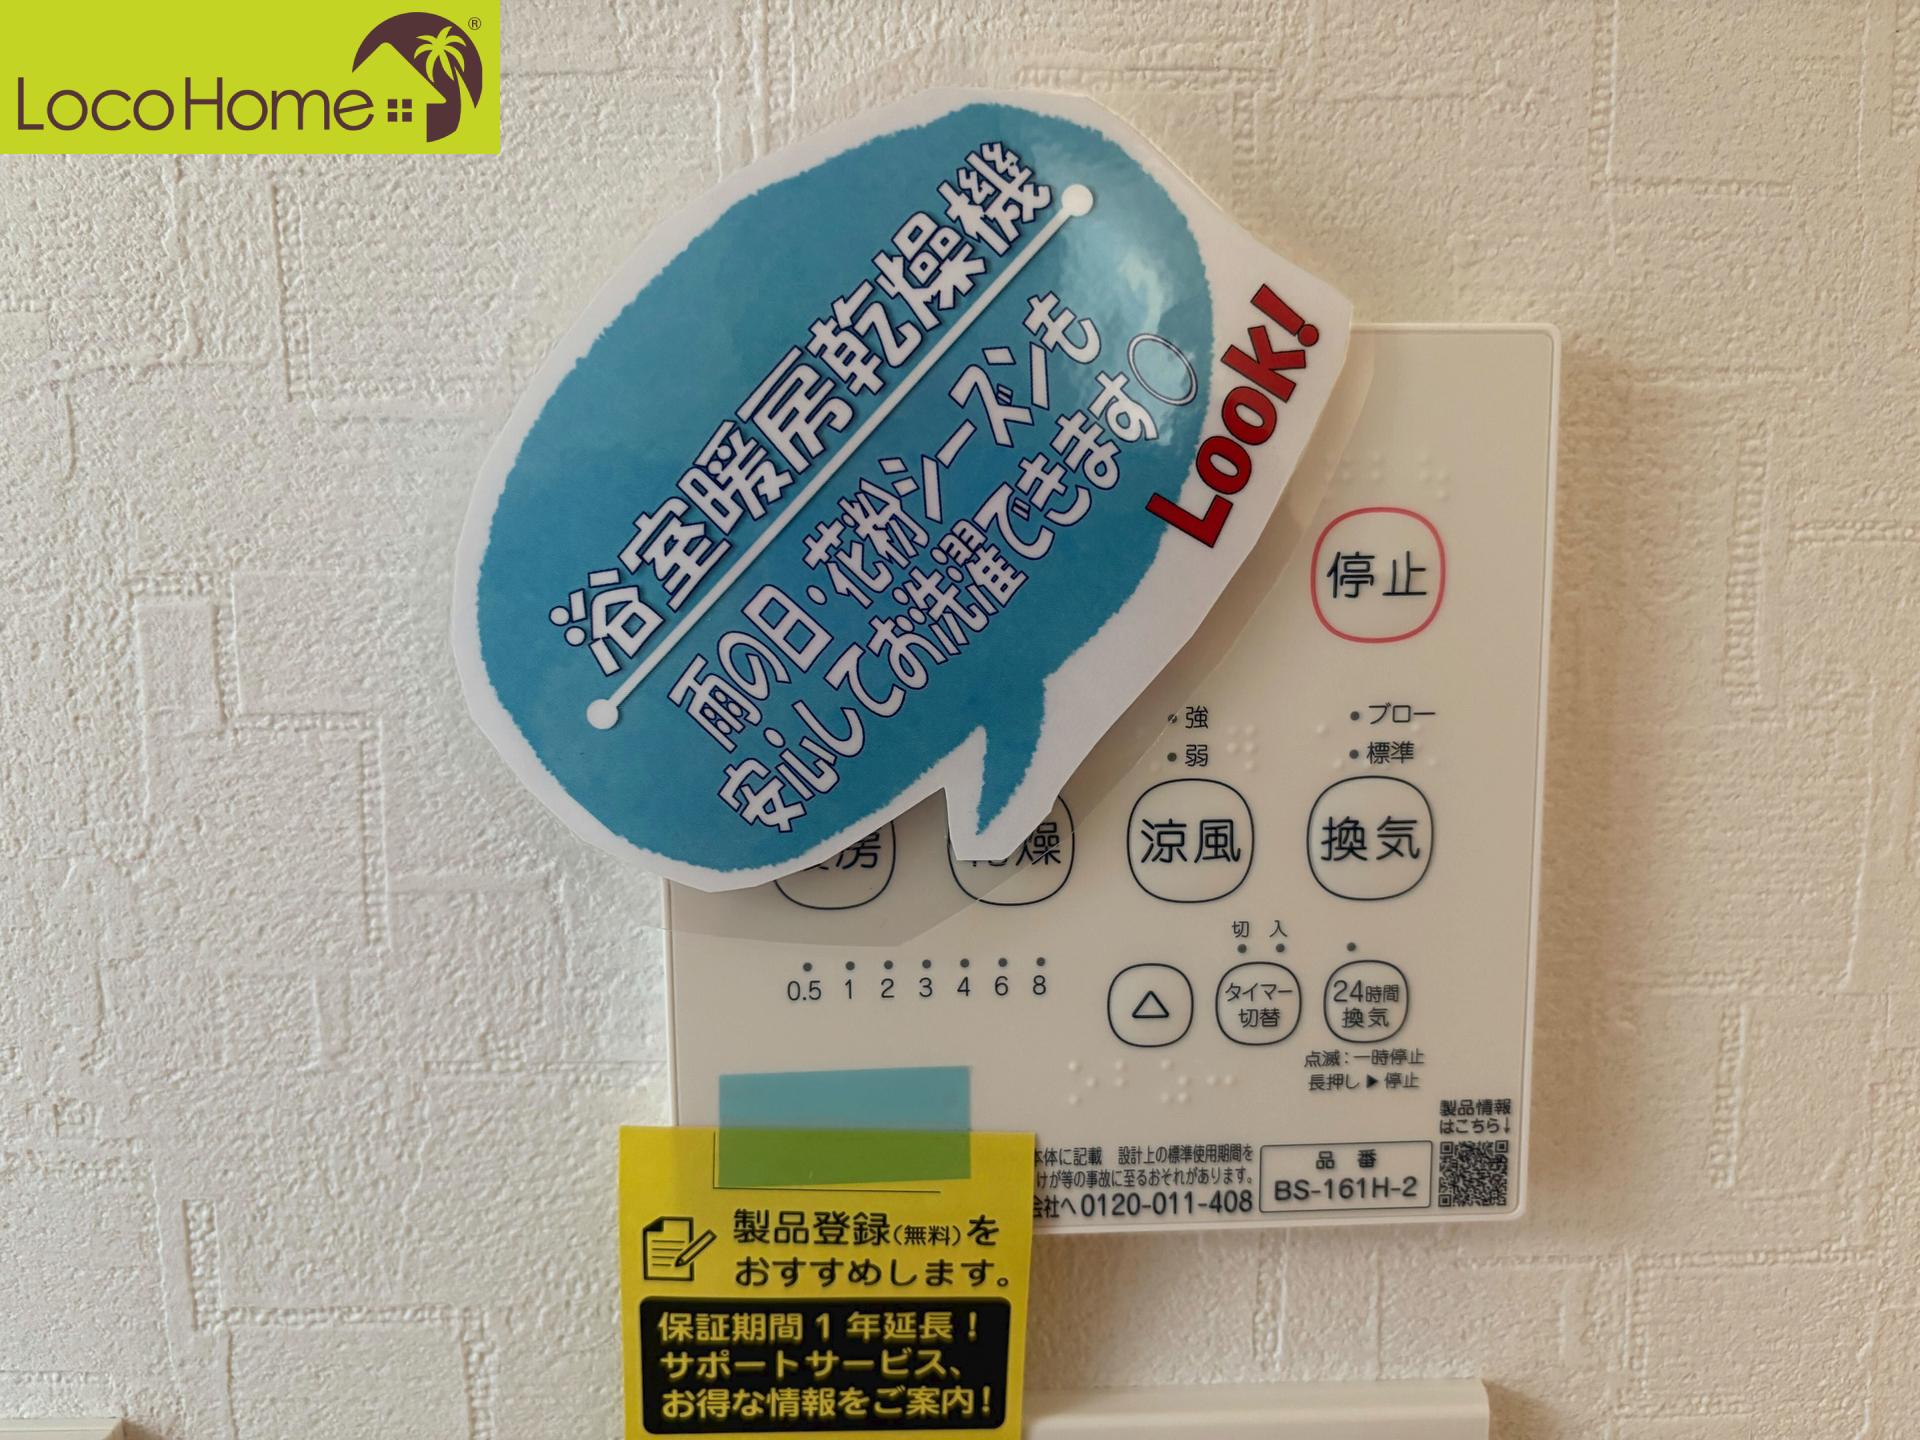 LocoHome ®
浴室暖房乾燥機
雨の日・花粉シーズンも
安心してお洗濯できます○
Look!
停止
強
弱
ブロー
標準
房
燥
涼風
換気
切 入
0.5 1 2 3 4 6 8
△
タイマー
切替
24時間
換気
点滅:一時停止
長押し▶停止
製品情報
はこちら↓
本体に記載 設計上の標準使用期間を
けが等の事故に至るおそれがあります。
会社へ 0120-011-408
品番
BS-161H-2
製品登録(無料)を
おすすめします。
保証期間1年延長!
サポートサービス、
お得な情報をご案内!